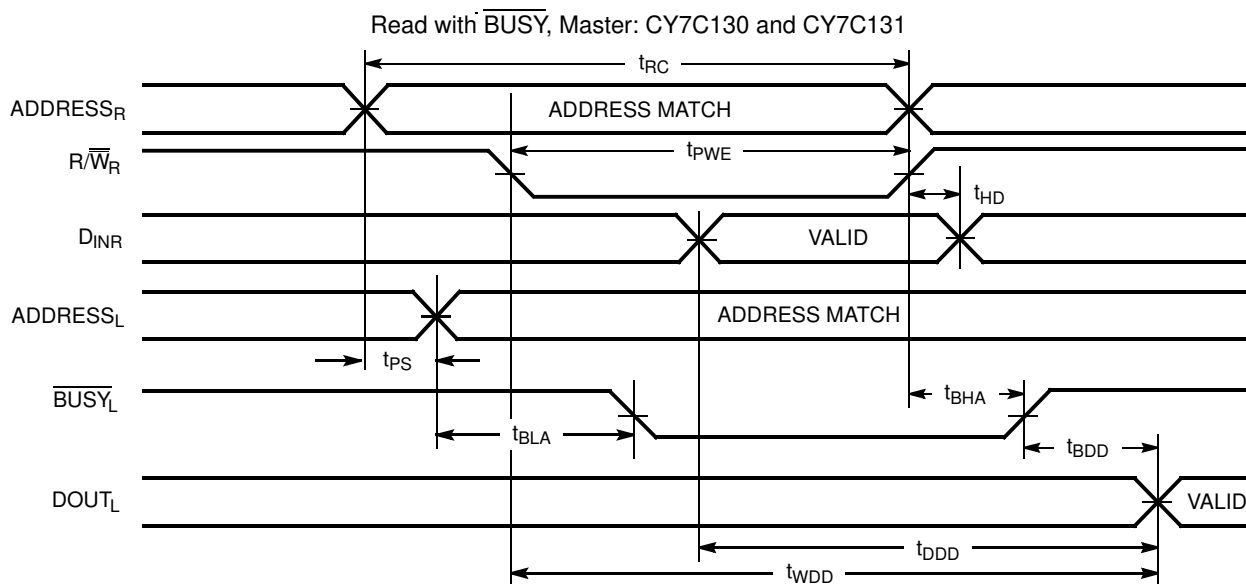 Read with BUSY, Master: CY7C130 and CY7C131
tRC
ADDRESSR
ADDRESS MATCH
R/WR
tPWE
tHD
DINR
VALID
ADDRESSL
ADDRESS MATCH
tPS
BUSYL
tBHA
tBLA
tBDD
DOUTL
VALID
tDDD
tWDD